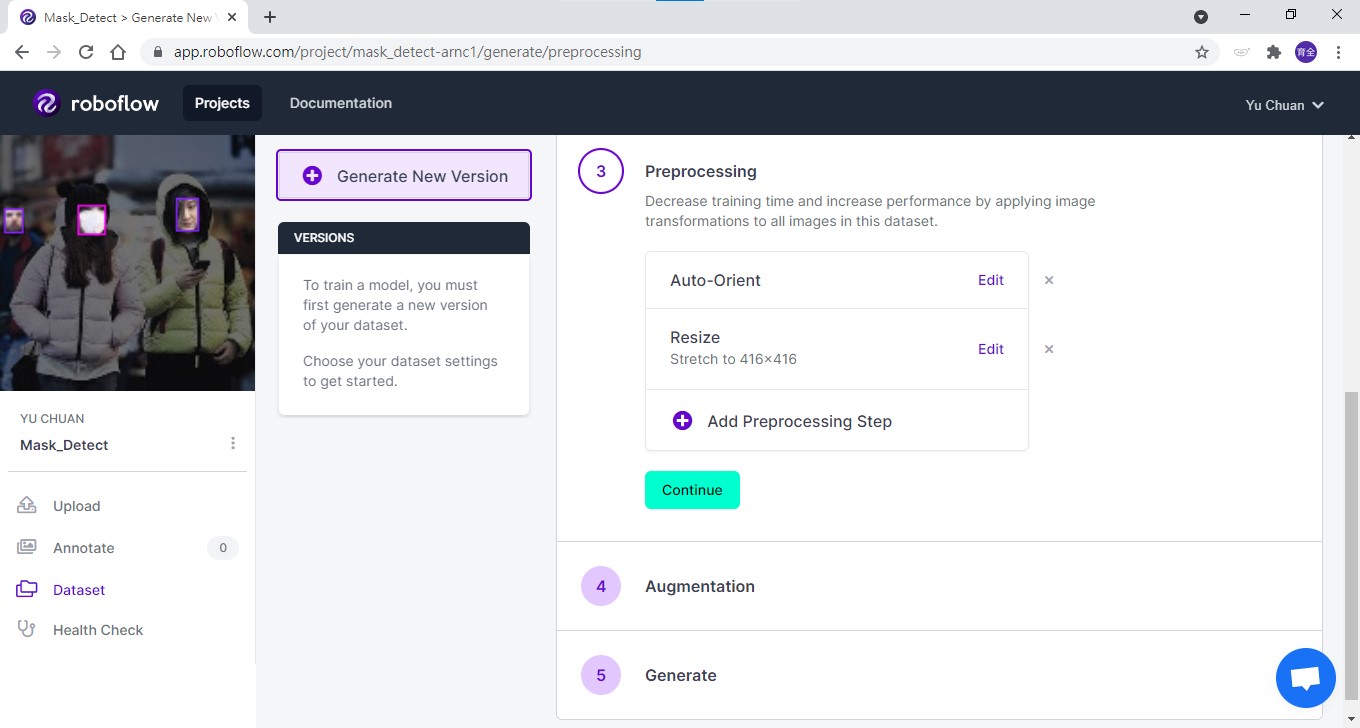 Mask_Detect > Generate New V
app.roboflow.com/project/mask_detect-arnc1/generate/preprocessing
育全
roboflow
Projects
Documentation
Yu Chuan
Generate New Version
VERSIONS
To train a model, you must
first generate a new version
of your dataset.
Choose your dataset settings
to get started.
YU CHUAN
Mask_Detect
Upload
Annotate
0
Dataset
Health Check
3
Preprocessing
Decrease training time and increase performance by applying image
transformations to all images in this dataset.
Auto-Orient
Edit
×
Resize
Stretch to 416×416
Edit
×
Add Preprocessing Step
Continue
4
Augmentation
5
Generate